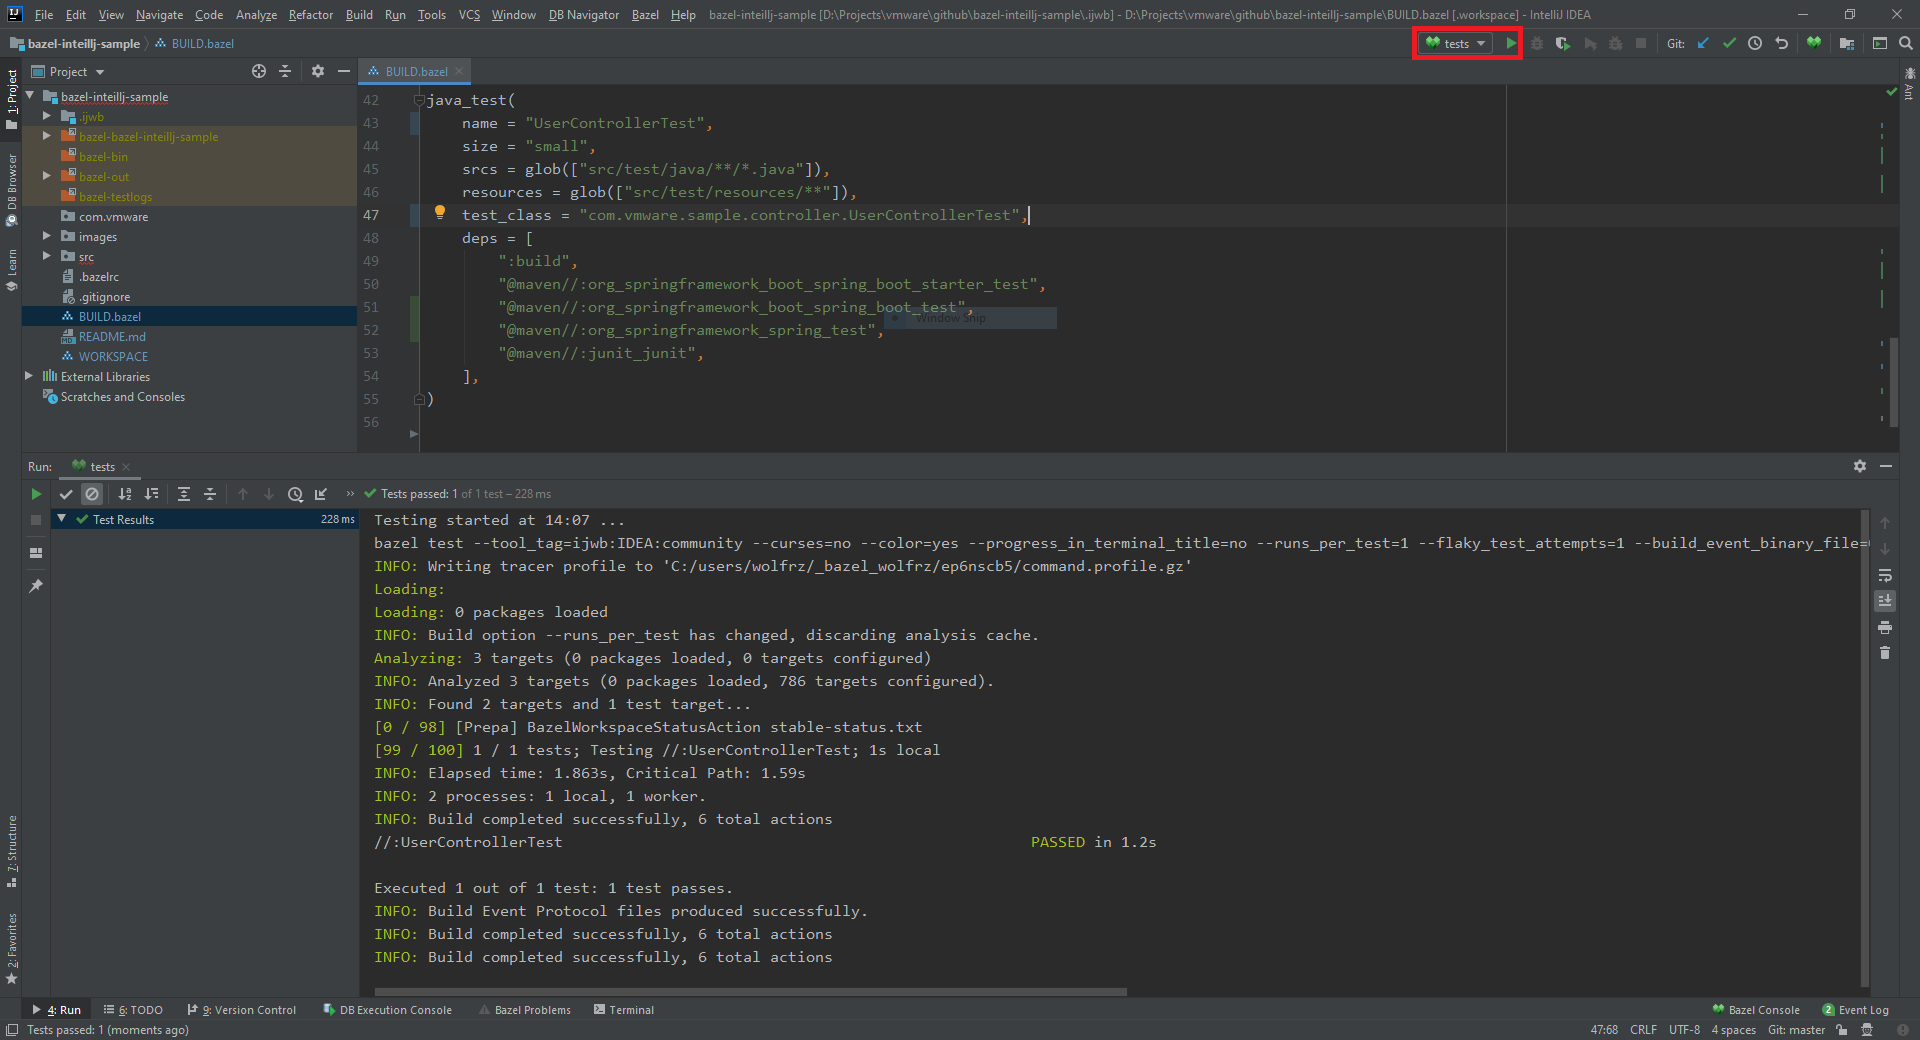 File Edit View Navigate Code Analyze Refactor Build Run Tools VCS Window DB Navigator Bazel Help bazel-inteillj-sample [D:\Projects\vmware\github\bazel-inteillj-sample\.ijwb] - D:\Projects\vmware\github\bazel-inteillj-sample\BUILD.bazel [.workspace] - IntelliJ IDEA
bazel-inteillj-sample BUILD.bazel
tests
Git:
Project
BUILD.bazel
1: Project
DB Browser
Learn
7: Structure
2: Favorites
Ant
bazel-inteillj-sample
.ijwb
bazel-bazel-inteillj-sample
bazel-bin
bazel-out
bazel-testlogs
com.vmware
images
src
.bazelrc
.gitignore
BUILD.bazel
README.md
WORKSPACE
External Libraries
Scratches and Consoles
42 java_test(
43 name = "UserControllerTest",
44 size = "small",
45 srcs = glob(["src/test/java/**/*.java"]),
46 resources = glob(["src/test/resources/**"]),
47 test_class = "com.vmware.sample.controller.UserControllerTest",
48 deps = [
49 ":build",
50 "@maven//:org_springframework_boot_spring_boot_starter_test",
51 "@maven//:org_springframework_boot_spring_boot_test",
Window Snip
52 "@maven//:org_springframework_spring_test",
53 "@maven//:junit_junit",
54 ],
55 )
56
Run: tests
Tests passed: 1 of 1 test – 228 ms
Test Results 228 ms
Testing started at 14:07 ...
bazel test --tool_tag=ijwb:IDEA:community --curses=no --color=yes --progress_in_terminal_title=no --runs_per_test=1 --flaky_test_attempts=1 --build_event_binary_file=
INFO: Writing tracer profile to 'C:/users/wolfrz/_bazel_wolfrz/ep6nscb5/command.profile.gz'
Loading:
Loading: 0 packages loaded
INFO: Build option --runs_per_test has changed, discarding analysis cache.
Analyzing: 3 targets (0 packages loaded, 0 targets configured)
INFO: Analyzed 3 targets (0 packages loaded, 786 targets configured).
INFO: Found 2 targets and 1 test target...
[0 / 98] [Prepa] BazelWorkspaceStatusAction stable-status.txt
[99 / 100] 1 / 1 tests; Testing //:UserControllerTest; 1s local
INFO: Elapsed time: 1.863s, Critical Path: 1.59s
INFO: 2 processes: 1 local, 1 worker.
INFO: Build completed successfully, 6 total actions
//:UserControllerTest PASSED in 1.2s
Executed 1 out of 1 test: 1 test passes.
INFO: Build Event Protocol files produced successfully.
INFO: Build completed successfully, 6 total actions
INFO: Build completed successfully, 6 total actions
4: Run 6: TODO 9: Version Control DB Execution Console Bazel Problems Terminal Bazel Console 2 Event Log
Tests passed: 1 (moments ago) 47:68 CRLF UTF-8 4 spaces Git: master